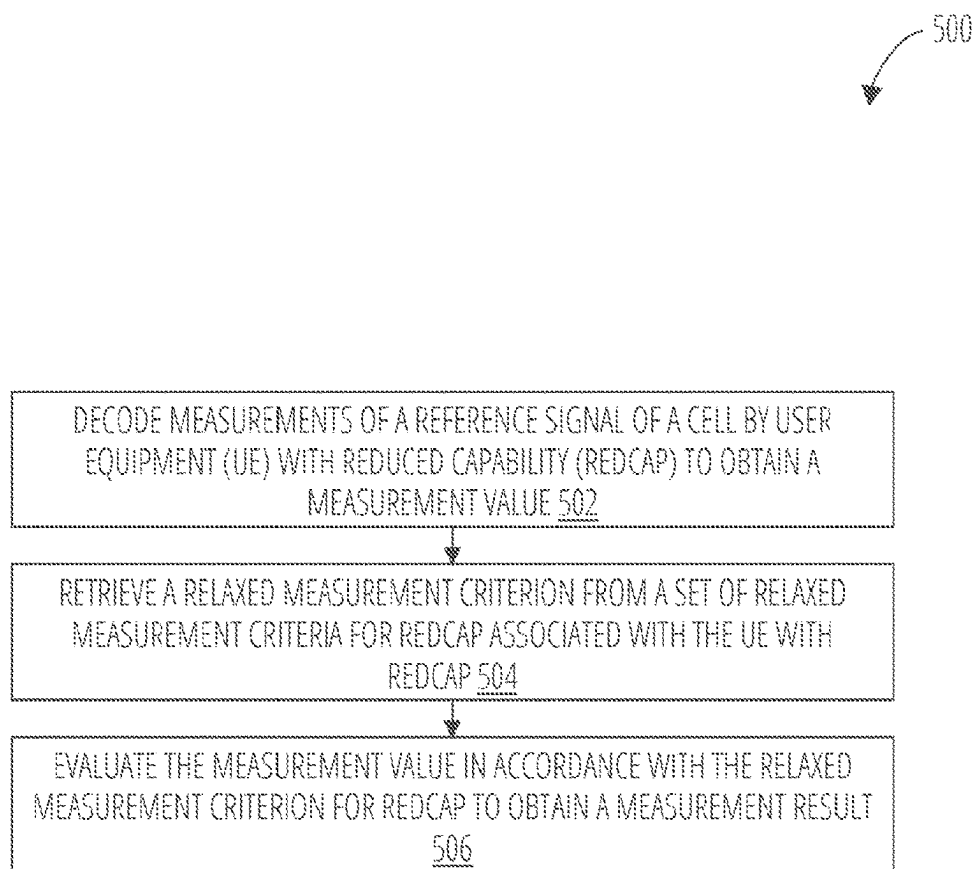 500
DECODE MEASUREMENTS OF A REFERENCE SIGNAL OF A CELL BY USER
EQUIPMENT (UE) WITH REDUCED CAPABILITY (REDCAP) TO OBTAIN A
MEASUREMENT VALUE 502
RETRIEVE A RELAXED MEASUREMENT CRITERION FROM A SET OF RELAXED
MEASUREMENT CRITERIA FOR REDCAP ASSOCIATED WITH THE UE WITH
REDCAP 504
EVALUATE THE MEASUREMENT VALUE IN ACCORDANCE WITH THE RELAXED
MEASUREMENT CRITERION FOR REDCAP TO OBTAIN A MEASUREMENT RESULT
506